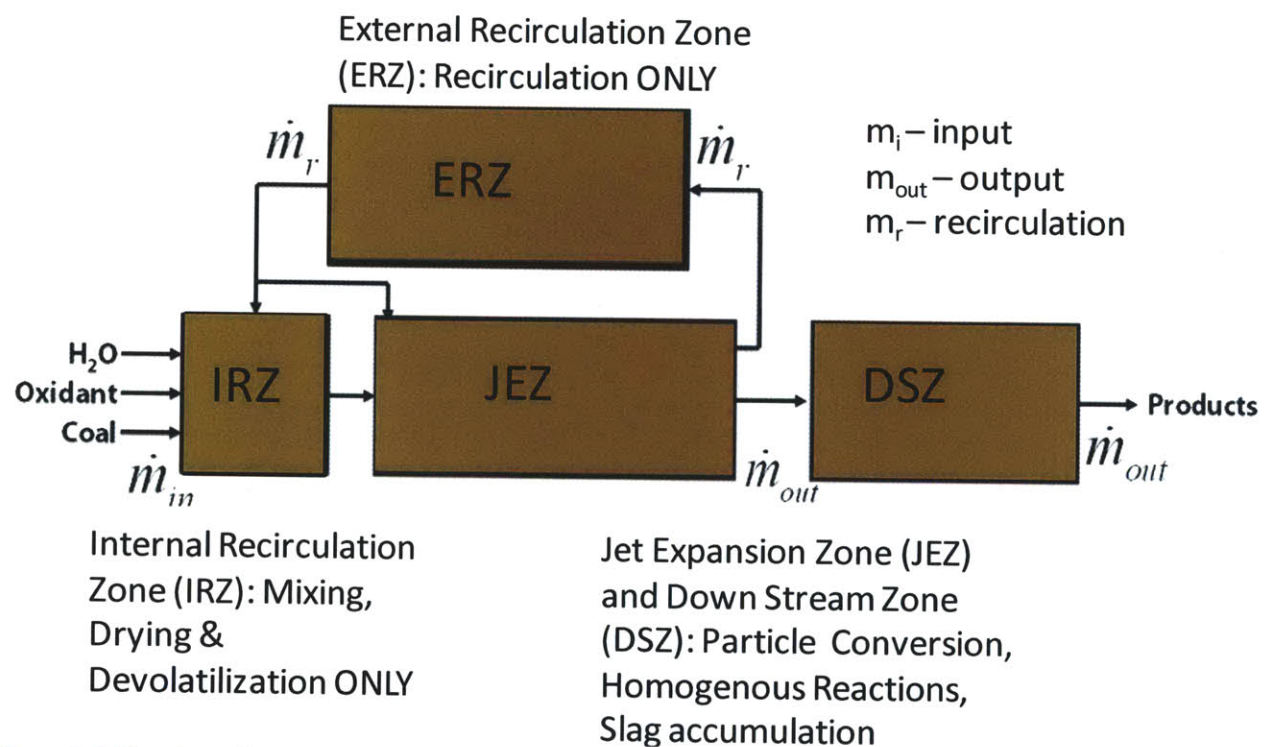 External Recirculation Zone
(ERZ): Recirculation ONLY
ṁr
ERZ
ṁr
mi – input
mout – output
mr – recirculation
H2O
Oxidant
Coal
ṁin
IRZ
JEZ
ṁout
DSZ
Products
ṁout
Internal Recirculation
Zone (IRZ): Mixing,
Drying &
Devolatilization ONLY
Jet Expansion Zone (JEZ)
and Down Stream Zone
(DSZ): Particle Conversion,
Homogenous Reactions,
Slag accumulation